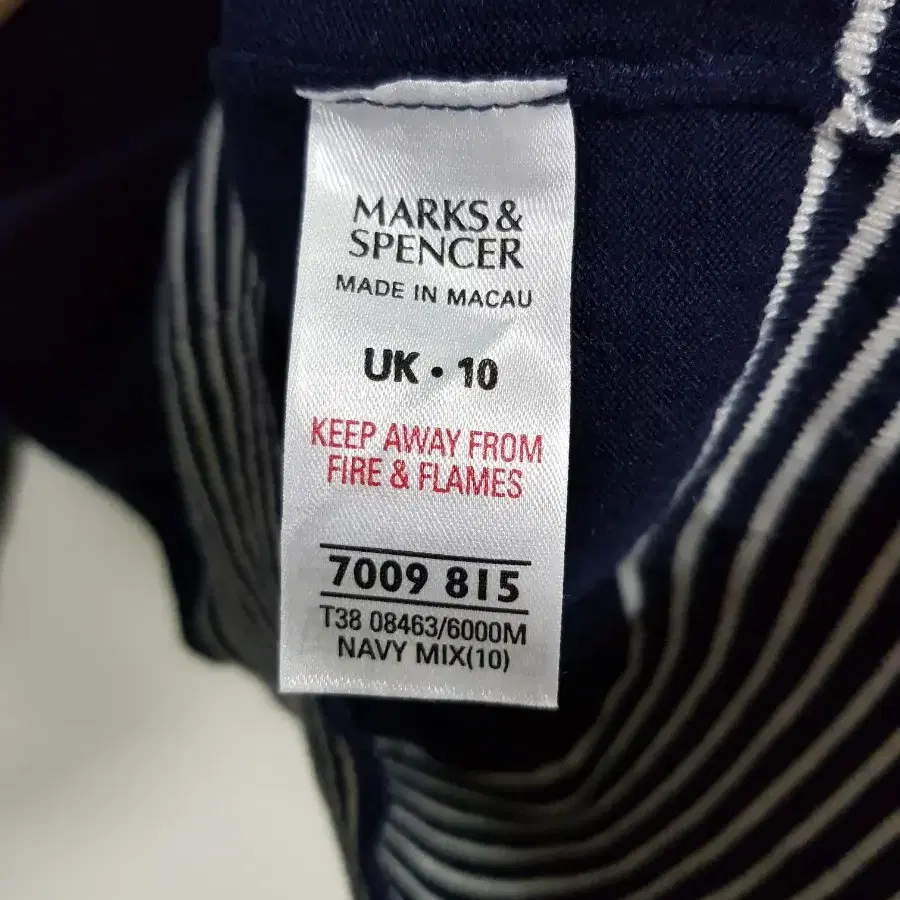 MARKS &
SPENCER
MADE IN MACAU
UK • 10
KEEP AWAY FROM
FIRE & FLAMES
7009 815
T38 08463/6000M
NAVY MIX(10)